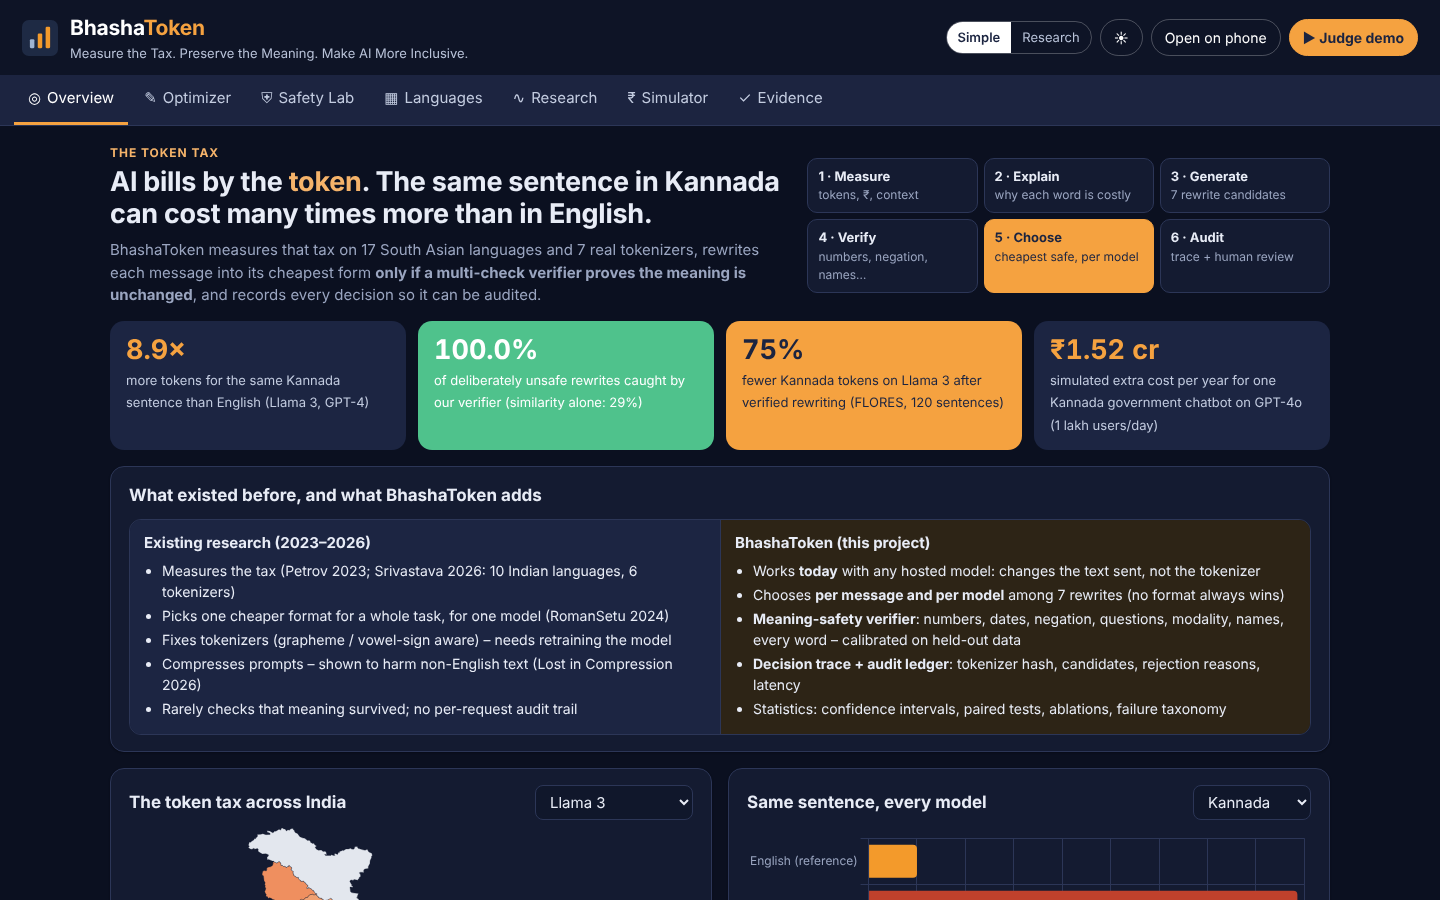 BhashaToken
Measure the Tax. Preserve the Meaning. Make AI More Inclusive.
Simple
Research
☀
Open on phone
▶ Judge demo
◎ Overview
✎ Optimizer
⛨ Safety Lab
▦ Languages
∿ Research
₹ Simulator
✓ Evidence
THE TOKEN TAX
AI bills by the token. The same sentence in Kannada
can cost many times more than in English.
BhashaToken measures that tax on 17 South Asian languages and 7 real tokenizers, rewrites
each message into its cheapest form only if a multi-check verifier proves the meaning is
unchanged, and records every decision so it can be audited.
1 · Measure
tokens, ₹, context
2 · Explain
why each word is costly
3 · Generate
7 rewrite candidates
4 · Verify
numbers, negation,
names...
5 · Choose
cheapest safe, per model
6 · Audit
trace + human review
8.9×
more tokens for the same Kannada
sentence than English (Llama 3, GPT-4)
100.0%
of deliberately unsafe rewrites caught by
our verifier (similarity alone: 29%)
75%
fewer Kannada tokens on Llama 3 after
verified rewriting (FLORES, 120 sentences)
₹1.52 cr
simulated extra cost per year for one
Kannada government chatbot on GPT-4o
(1 lakh users/day)
What existed before, and what BhashaToken adds
Existing research (2023–2026)
• Measures the tax (Petrov 2023; Srivastava 2026: 10 Indian languages, 6
tokenizers)
• Picks one cheaper format for a whole task, for one model (RomanSetu 2024)
• Fixes tokenizers (grapheme / vowel-sign aware) – needs retraining the model
• Compresses prompts – shown to harm non-English text (Lost in Compression
2026)
• Rarely checks that meaning survived; no per-request audit trail
BhashaToken (this project)
• Works today with any hosted model: changes the text sent, not the tokenizer
• Chooses per message and per model among 7 rewrites (no format always wins)
• Meaning-safety verifier: numbers, dates, negation, questions, modality, names,
every word – calibrated on held-out data
• Decision trace + audit ledger: tokenizer hash, candidates, rejection reasons,
latency
• Statistics: confidence intervals, paired tests, ablations, failure taxonomy
The token tax across India
Llama 3
Same sentence, every model
Kannada
English (reference)